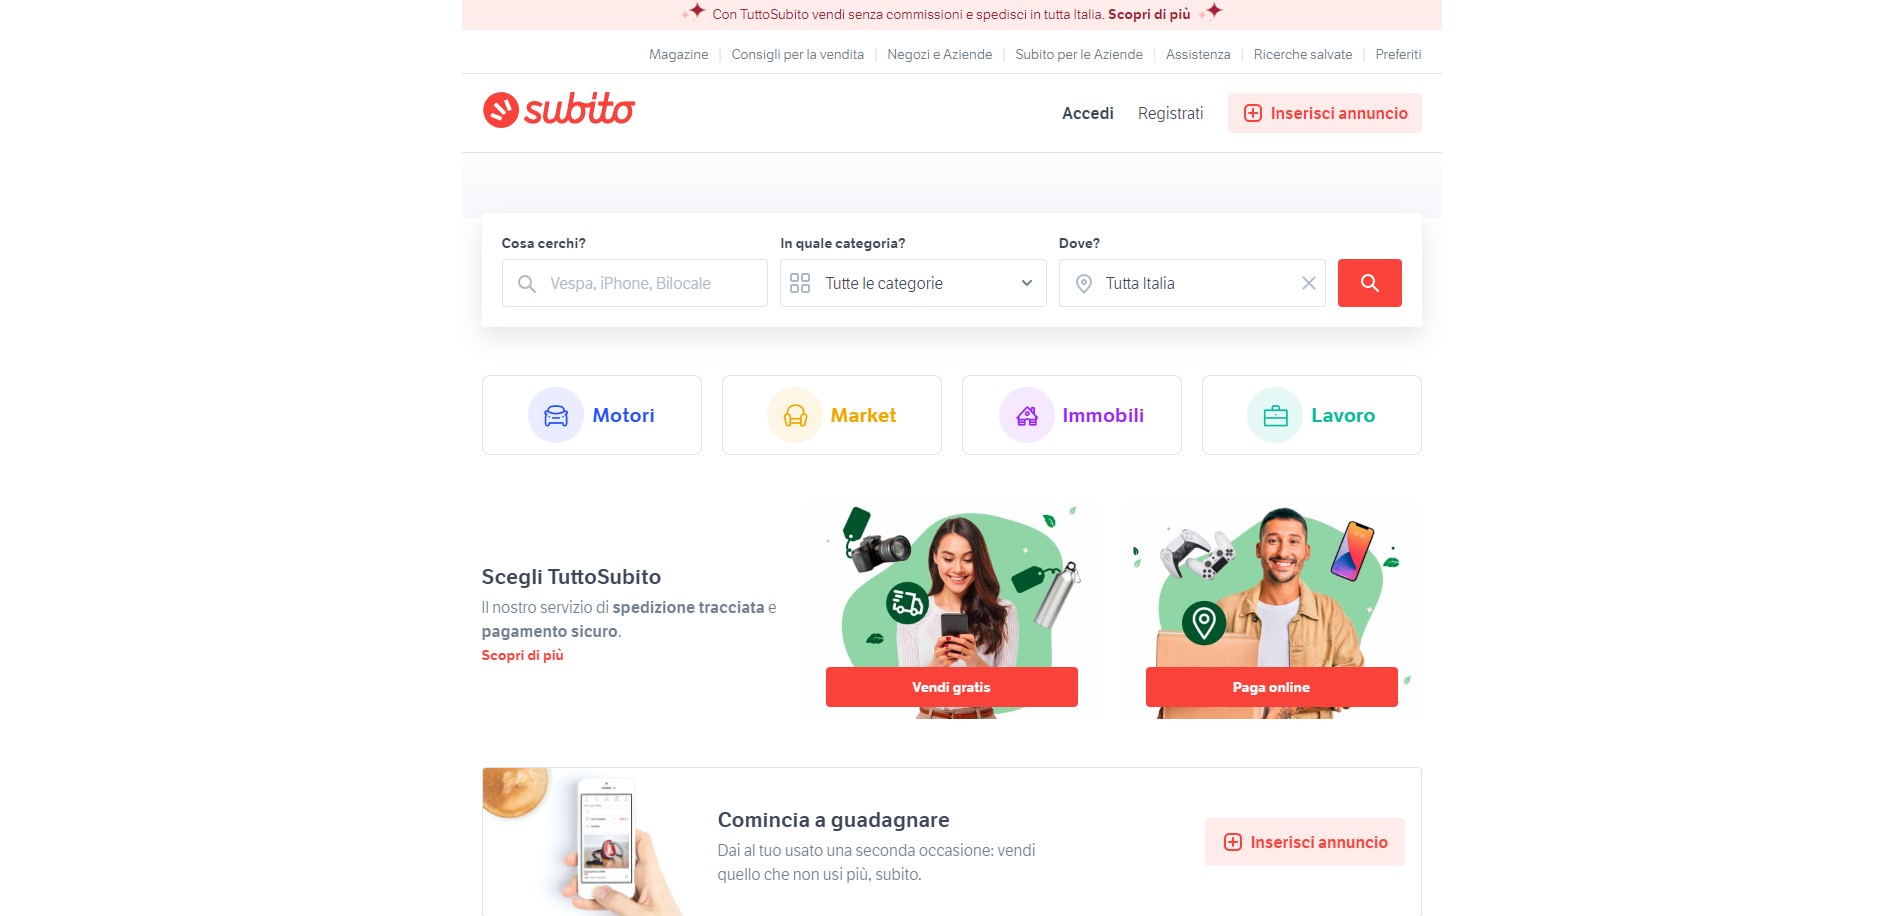 Con TuttoSubito vendi senza commissioni e spedisci in tutta Italia. Scopri di più
Magazine | Consigli per la vendita | Negozi e Aziende | Subito per le Aziende | Assistenza | Ricerche salvate | Preferiti
subito
Accedi Registrati Inserisci annuncio
Cosa cerchi? In quale categoria? Dove?
Vespa, iPhone, Bilocale Tutte le categorie Tutta Italia
Motori Market Immobili Lavoro
Scegli TuttoSubito
Il nostro servizio di spedizione tracciata e
pagamento sicuro.
Scopri di più
Vendi gratis Paga online
Comincia a guadagnare
Dai al tuo usato una seconda occasione: vendi
quello che non usi più, subito.
Inserisci annuncio